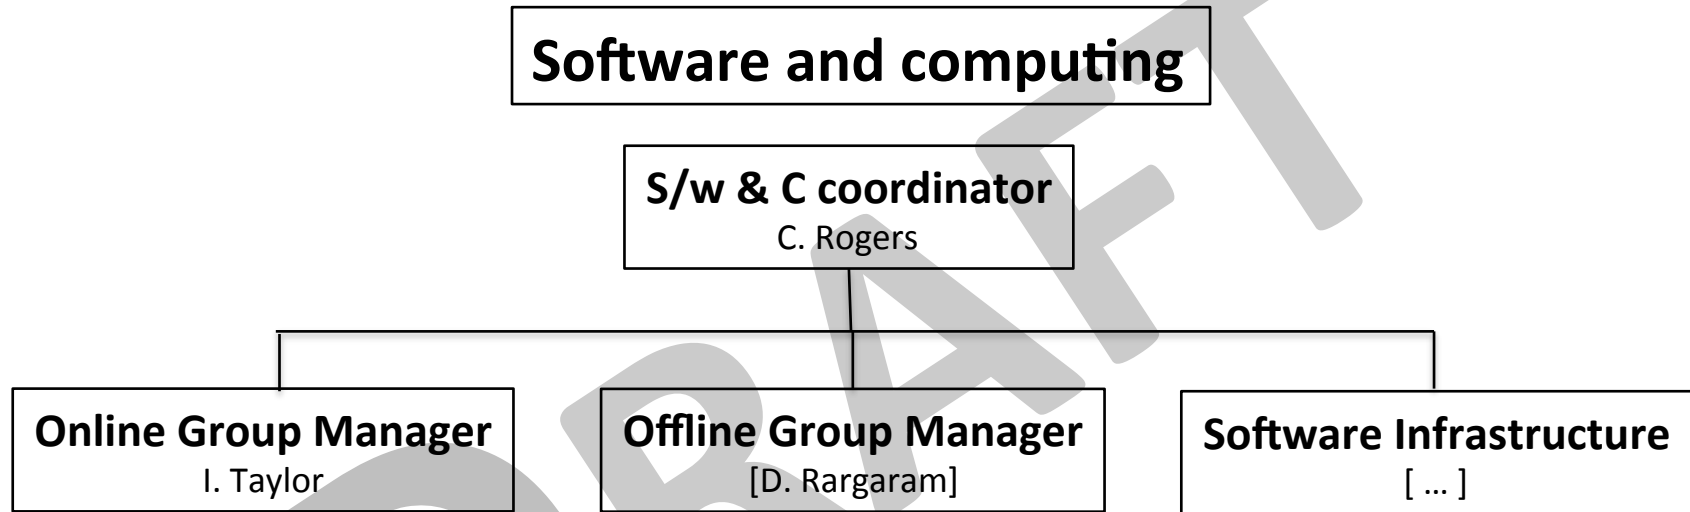 Software and computing
S/w & C coordinator
C. Rogers
Online Group Manager
I. Taylor
Offline Group Manager
[D. Rargaram]
Software Infrastructure
[ … ]
DRAFT